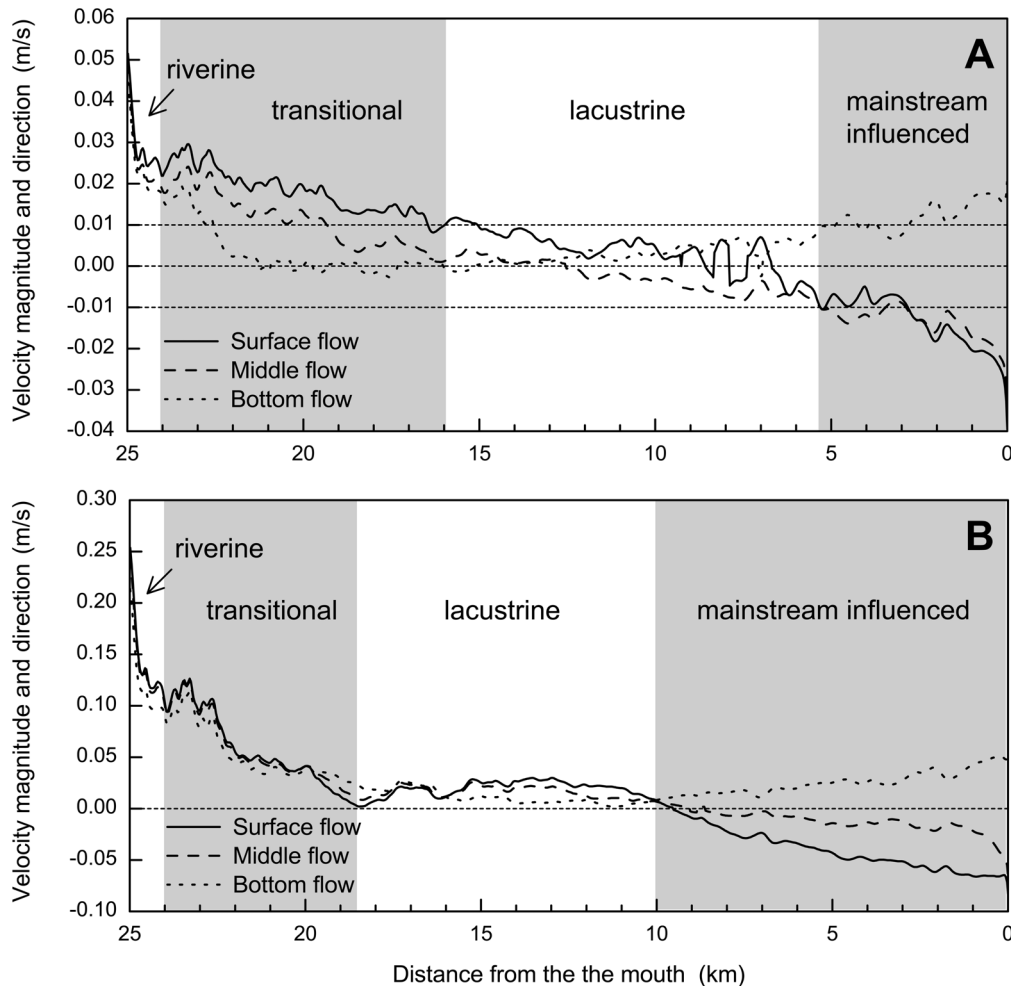 A
Velocity magnitude and direction (m/s)
0.06
0.05
0.04
0.03
0.02
0.01
0.00
-0.01
-0.02
-0.03
-0.04
riverine
transitional
lacustrine
mainstream
influenced
Surface flow
Middle flow
Bottom flow
25
20
15
10
5
0
B
Velocity magnitude and direction (m/s)
0.30
0.25
0.20
0.15
0.10
0.05
0.00
-0.05
-0.10
riverine
transitional
lacustrine
mainstream influenced
Surface flow
Middle flow
Bottom flow
25
20
15
10
5
0
Distance from the the mouth (km)